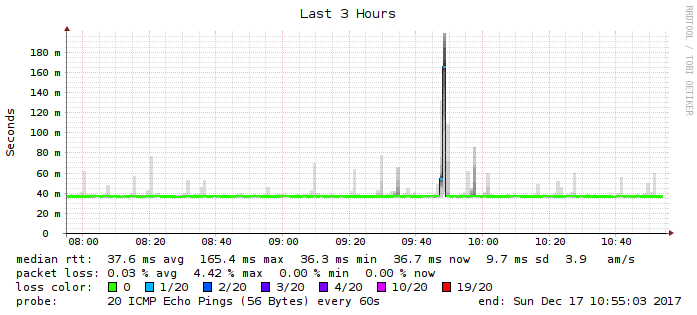 Last 3 Hours
RRDTOOL / TOBI OETIKER
Seconds
180 m
160 m
140 m
120 m
100 m
80 m
60 m
40 m
20 m
0
08:00 08:20 08:40 09:00 09:20 09:40 10:00 10:20 10:40
median rtt: 37.6 ms avg 165.4 ms max 36.3 ms min 36.7 ms now 9.7 ms sd 3.9 am/s
packet loss: 0.03 % avg 4.42 % max 0.00 % min 0.00 % now
loss color: 0 1/20 2/20 3/20 4/20 10/20 19/20
probe: 20 ICMP Echo Pings (56 Bytes) every 60s end: Sun Dec 17 10:55:03 2017